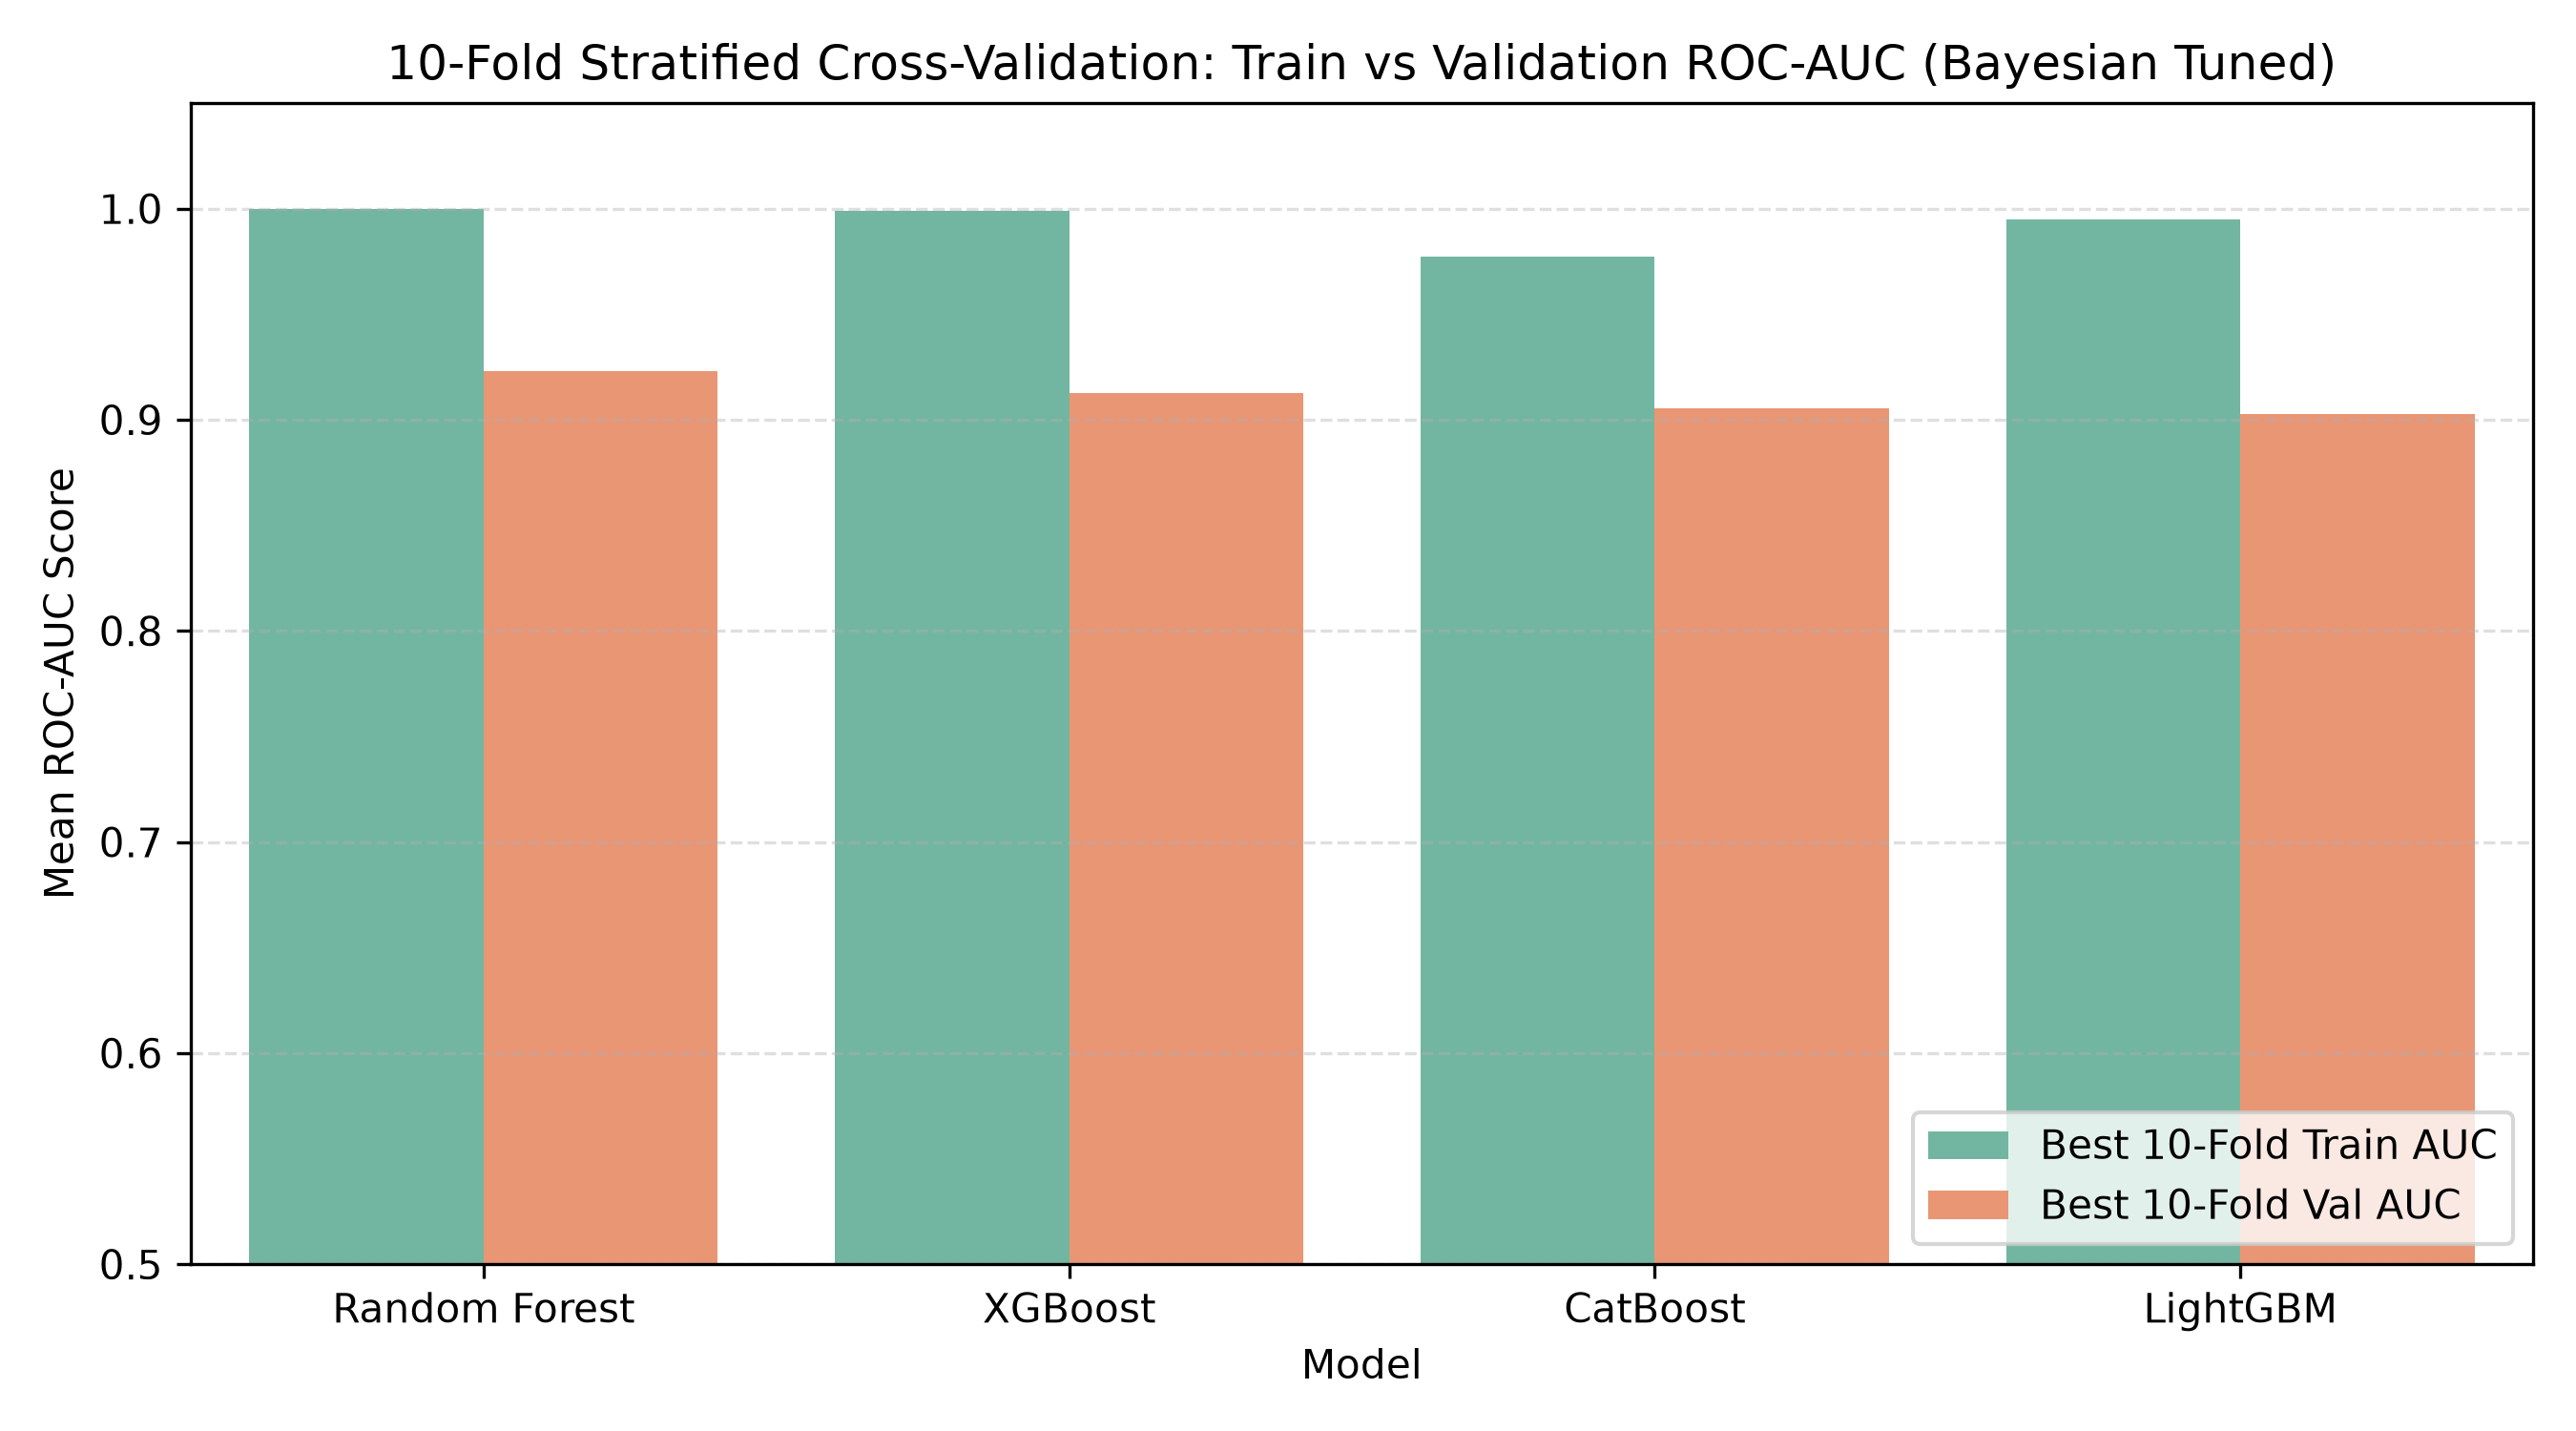 10-Fold Stratified Cross-Validation: Train vs Validation ROC-AUC (Bayesian Tuned)
Mean ROC-AUC Score
1.0
0.9
0.8
0.7
0.6
0.5
Best 10-Fold Train AUC
Best 10-Fold Val AUC
Random Forest XGBoost CatBoost LightGBM
Model